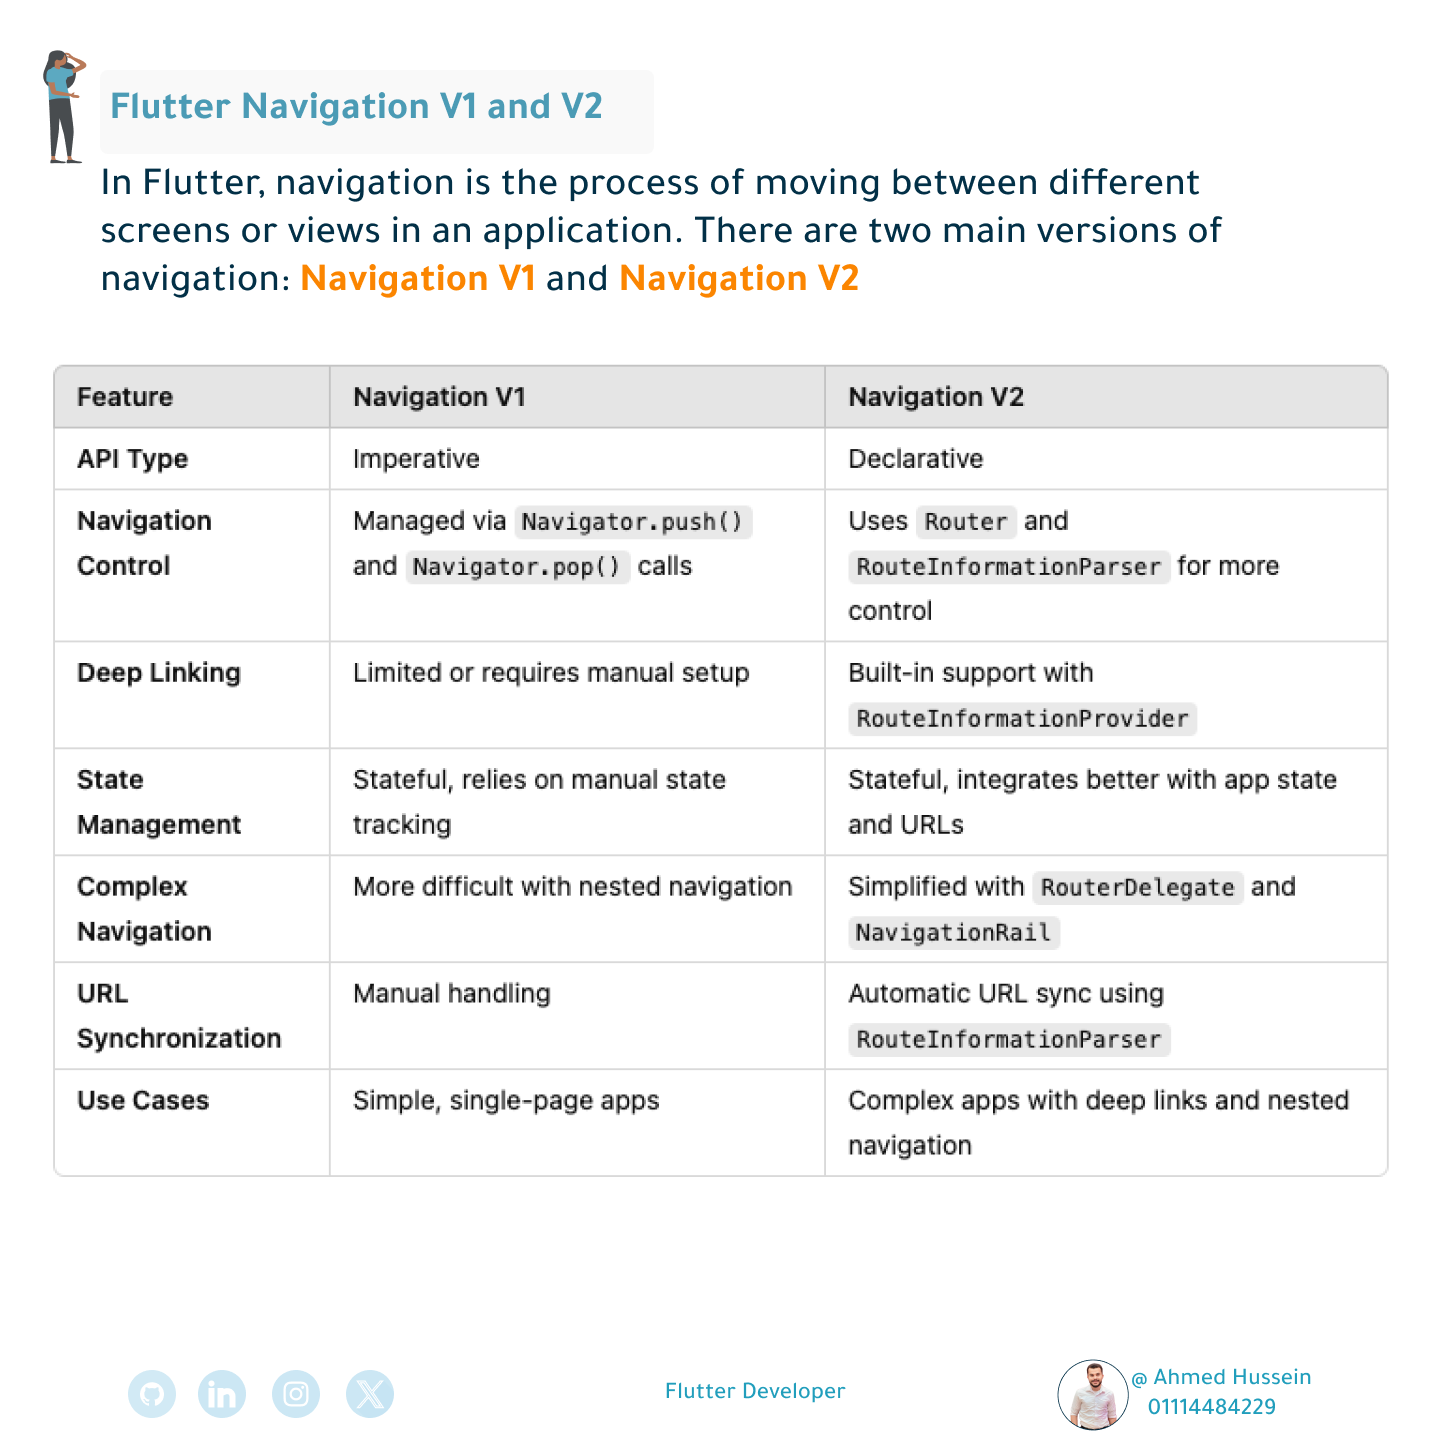 Flutter Navigation V1 and V2
In Flutter, navigation is the process of moving between different
screens or views in an application. There are two main versions of
navigation: Navigation V1 and Navigation V2
Feature Navigation V1 Navigation V2
API Type Imperative Declarative
Navigation Control
Managed via Navigator.push()
and Navigator.pop() calls
Uses Router and
RouteInformationParser for more
control
Deep Linking Limited or requires manual setup
Built-in support with
RouteInformationProvider
State
Management
Stateful, relies on manual state
tracking
Stateful, integrates better with app state
and URLs
Complex
Navigation
More difficult with nested navigation
Simplified with RouterDelegate and
NavigationRail
URL
Synchronization
Manual handling
Automatic URL sync using
RouteInformationParser
Use Cases
Simple, single-page apps
Complex apps with deep links and nested
navigation
Flutter Developer
@ Ahmed Hussein
01114484229